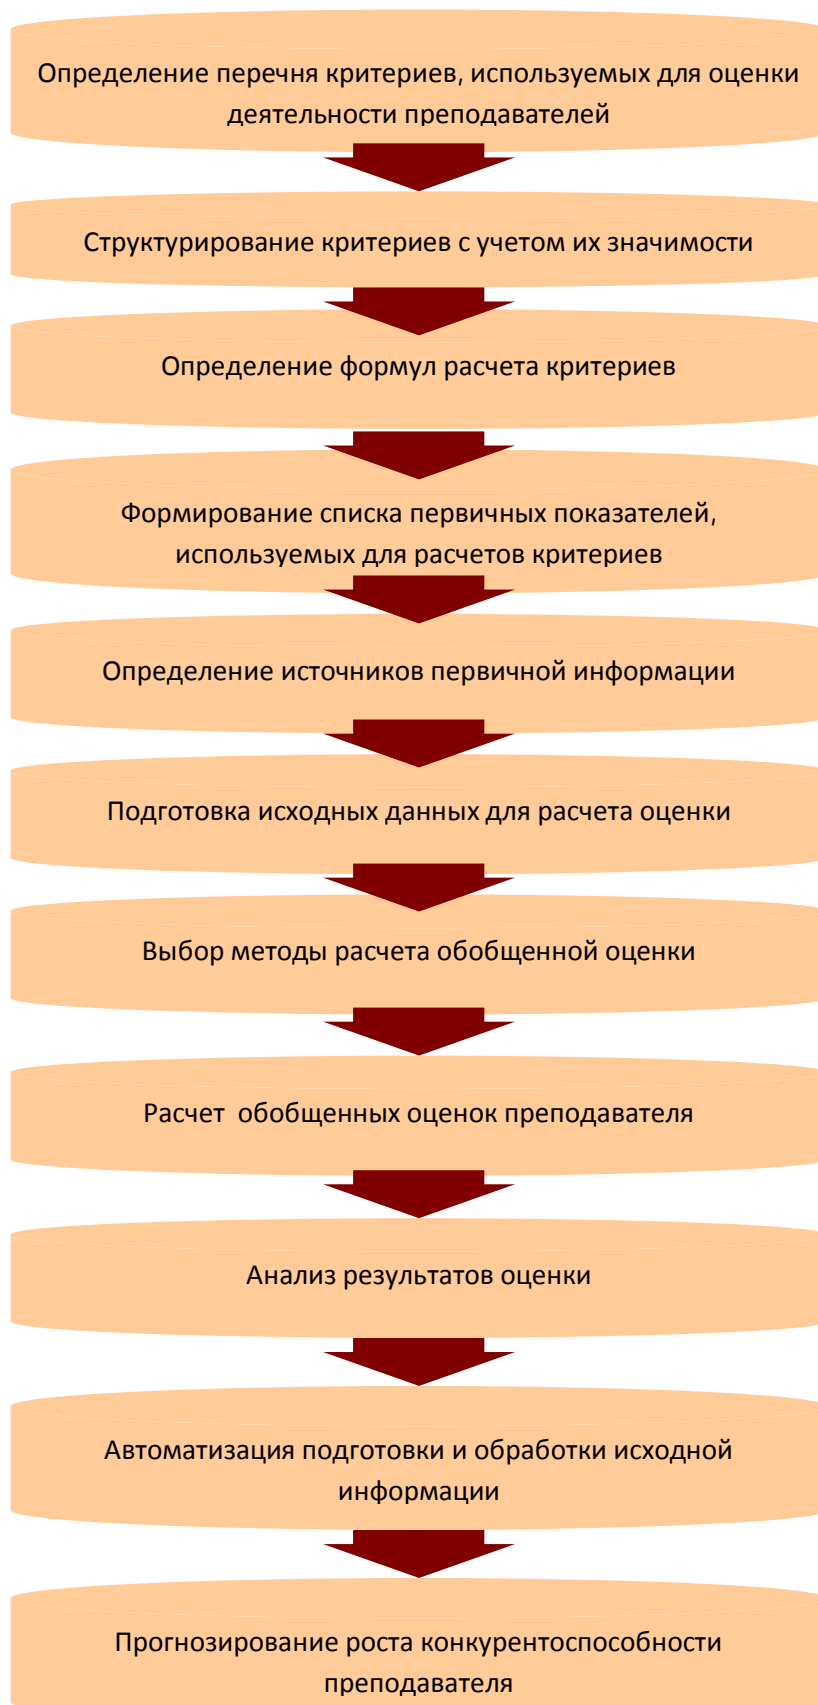 Определение перечня критериев, используемых для оценки
деятельности преподавателей
Структурирование критериев с учетом их значимости
Определение формул расчета критериев
Формирование списка первичных показателей,
используемых для расчетов критериев
Определение источников первичной информации
Подготовка исходных данных для расчета оценки
Выбор методы расчета обобщенной оценки
Расчет  обобщенных оценок преподавателя
Анализ результатов оценки
Автоматизация подготовки и обработки исходной
информации
Прогнозирование роста конкурентоспособности
преподавателя